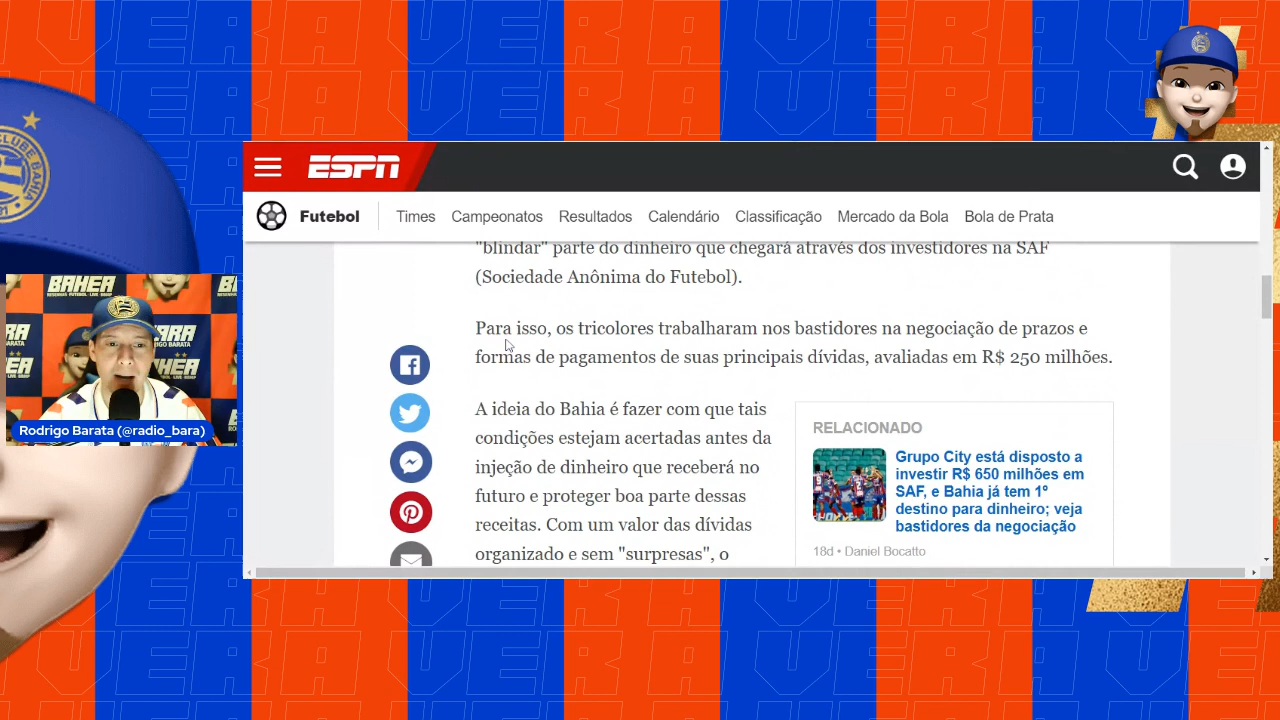 ESPN
Futebol
Times
Campeonatos
Resultados
Calendário
Classificação
Mercado da Bola
Bola de Prata
"blindar" parte do dinheiro que chegará através dos investidores na SAF
(Sociedade Anônima do Futebol).
Para isso, os tricolores trabalharam nos bastidores na negociação de prazos e
formas de pagamentos de suas principais dívidas, avaliadas em R$ 250 milhões.
A ideia do Bahia é fazer com que tais
condições estejam acertadas antes da
injeção de dinheiro que receberá no
futuro e proteger boa parte dessas
receitas. Com um valor das dívidas
organizado e sem "surpresas", o
RELACIONADO
Grupo City está disposto a
investir R$ 650 milhões em
SAF, e Bahia já tem 1º
destino para dinheiro; veja
bastidores da negociação
18d • Daniel Bocatto
Rodrigo Barata (@radio_bara)